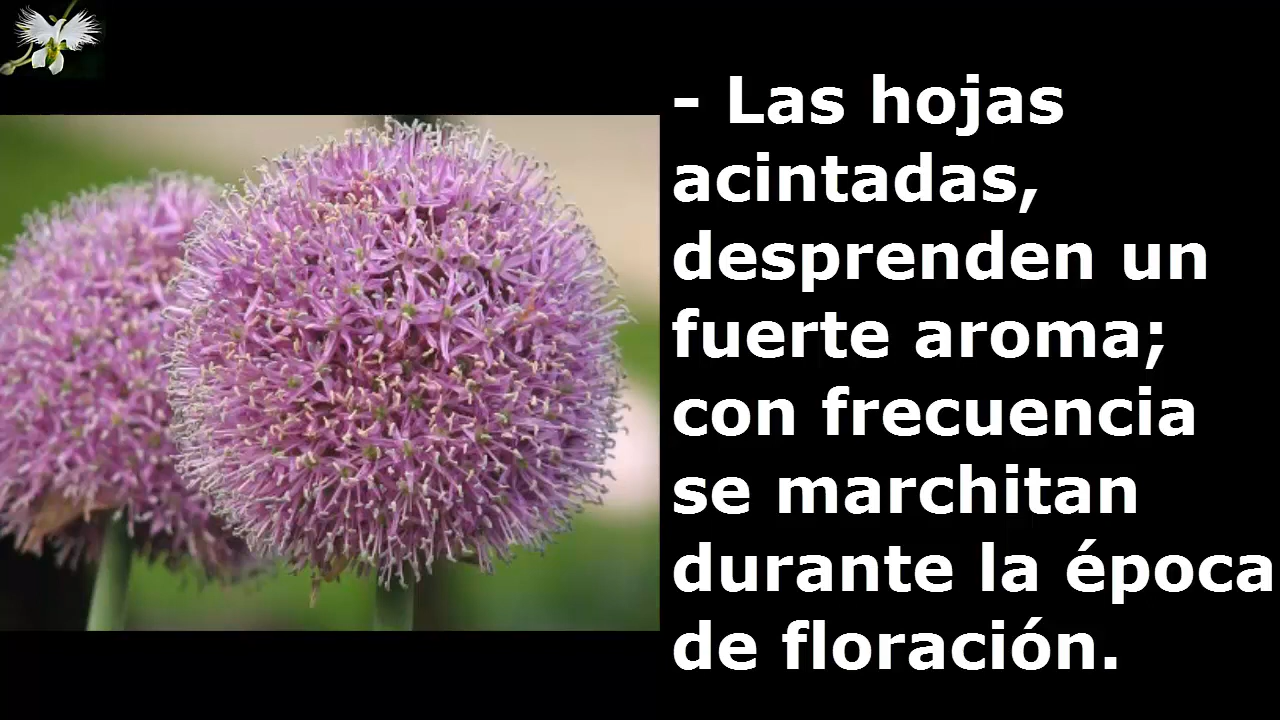 - Las hojas
acintadas,
desprenden un
fuerte aroma;
con frecuencia
se marchitan
durante la época
de floración.